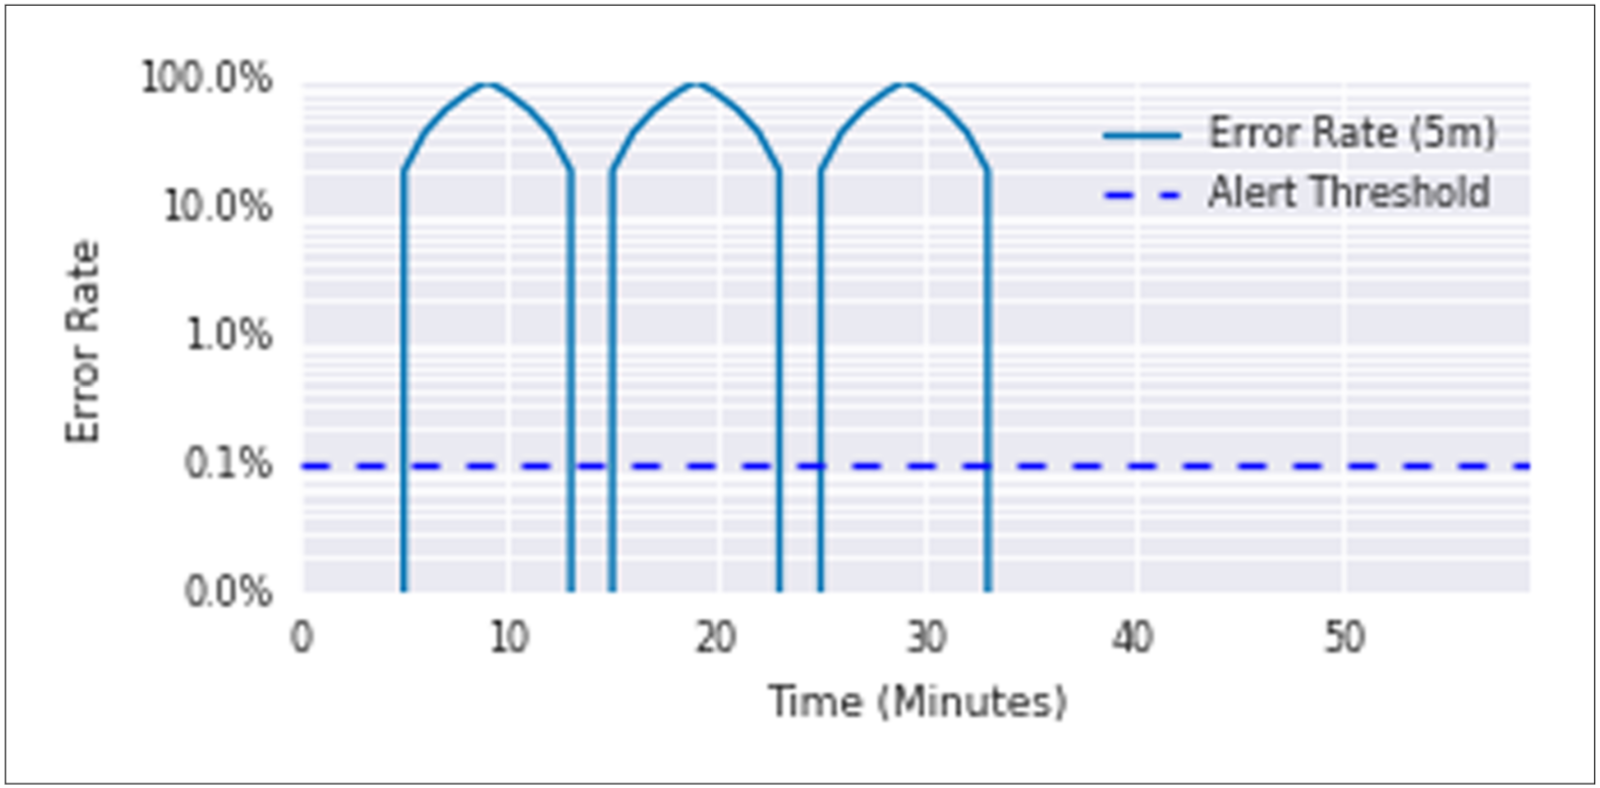 100.0%
10.0%
1.0%
0.1%
0.0%
Error Rate
Error Rate (5m)
Alert Threshold
0 10 20 30 40 50
Time (Minutes)